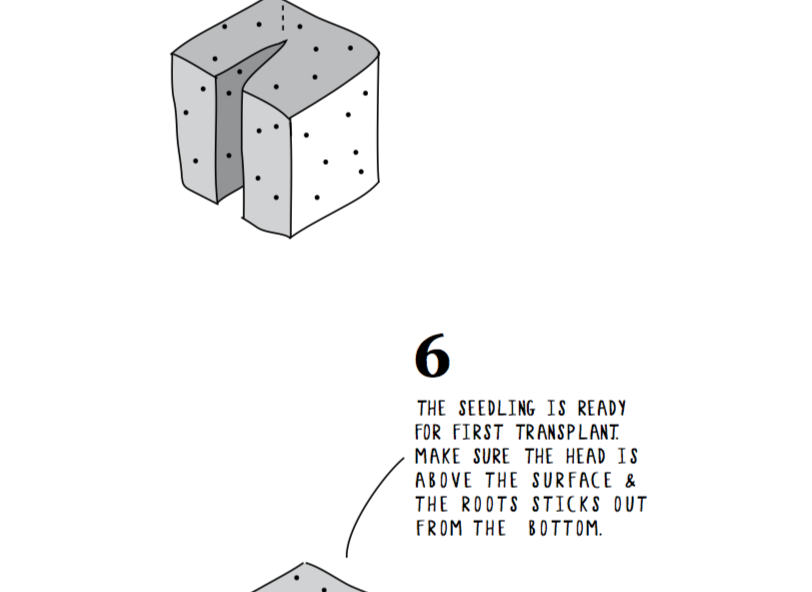 6
THE SEEDLING IS READY
FOR FIRST TRANSPLANT.
MAKE SURE THE HEAD IS
ABOVE THE SURFACE &
THE ROOTS STICKS OUT
FROM THE BOTTOM.